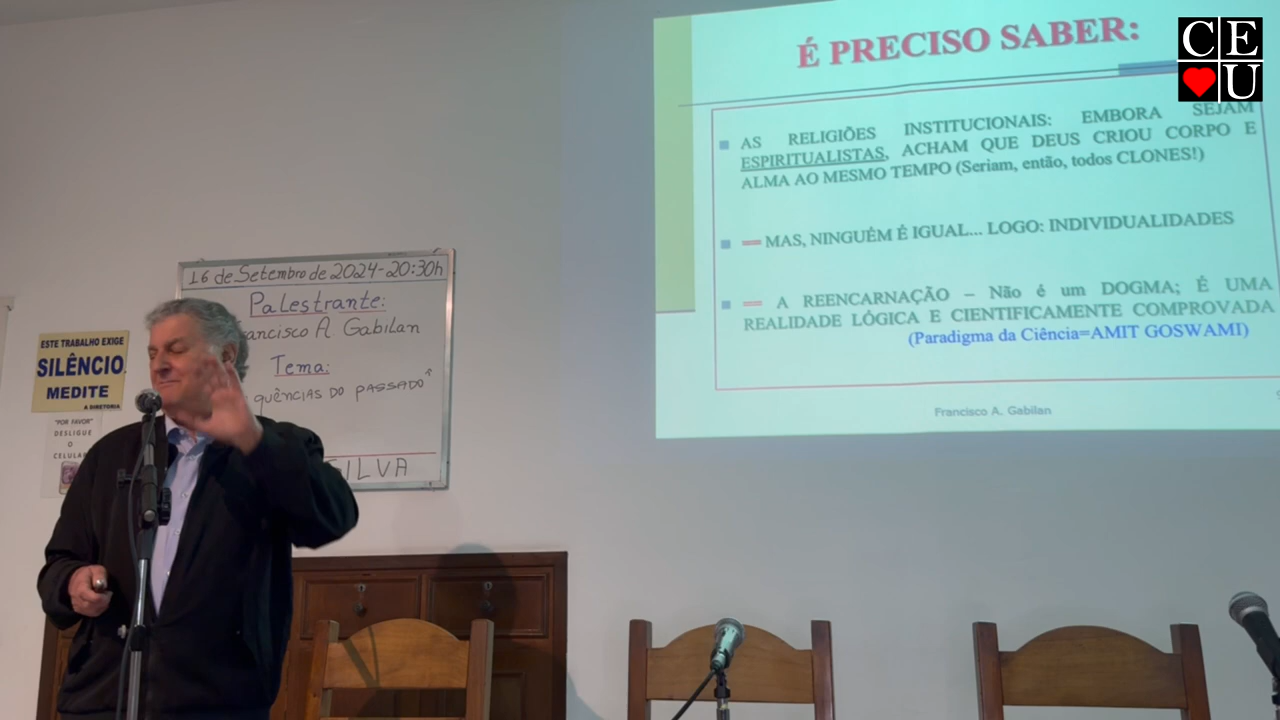 É PRECISO SABER:
AS RELIGIÕES INSTITUCIONAIS: EMBORA SEJAM
ESPIRITUALISTAS, ACHAM QUE DEUS CRIOU CORPO E
ALMA AO MESMO TEMPO (Seriam, então, todos CLONES!)
— MAS, NINGUÉM É IGUAL... LOGO: INDIVIDUALIDADES
— A REENCARNAÇÃO – Não é um DOGMA; É UMA
REALIDADE LÓGICA E CIENTIFICAMENTE COMPROVADA
(Paradigma da Ciência=AMIT GOSWAMI)
Francisco A. Gabilan
C E
U
16 de Setembro de 2024-20:30h
Palestrante:
ancisco A Gabilan
Tema:
quências do passado"
SILVA
ESTE TRABALHO EXIGE
SILÊNCIO
MEDITE
A DIRETORIA
"POR FAVOR"
DESLIGUE
O
CELULA